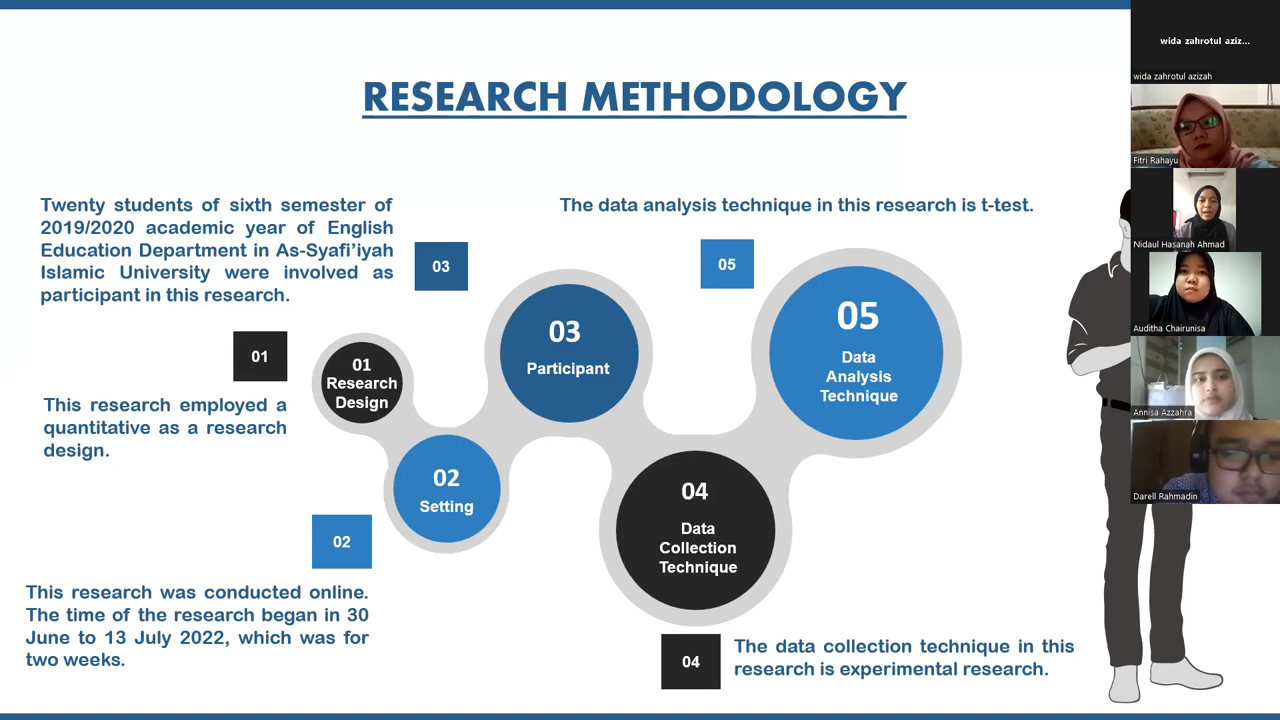 RESEARCH METHODOLOGY
Twenty students of sixth semester of
2019/2020 academic year of English
Education Department in As-Syafi’iyah
Islamic University were involved as
participant in this research.
03
The data analysis technique in this research is t-test.
05
01
This research employed a
quantitative as a research
design.
01
Research
Design
02
Setting
03
Participant
04
Data
Collection
Technique
05
Data
Analysis
Technique
02
This research was conducted online.
The time of the research began in 30
June to 13 July 2022, which was for
two weeks.
04
The data collection technique in this
research is experimental research.
wida zahrotul aziz...
wida zahrotul azizah
Fitri Rahayu
Nidaul Hasanah Ahmad
Auditha Chairunisa
Annisa Azzahra
Darell Rahmadin